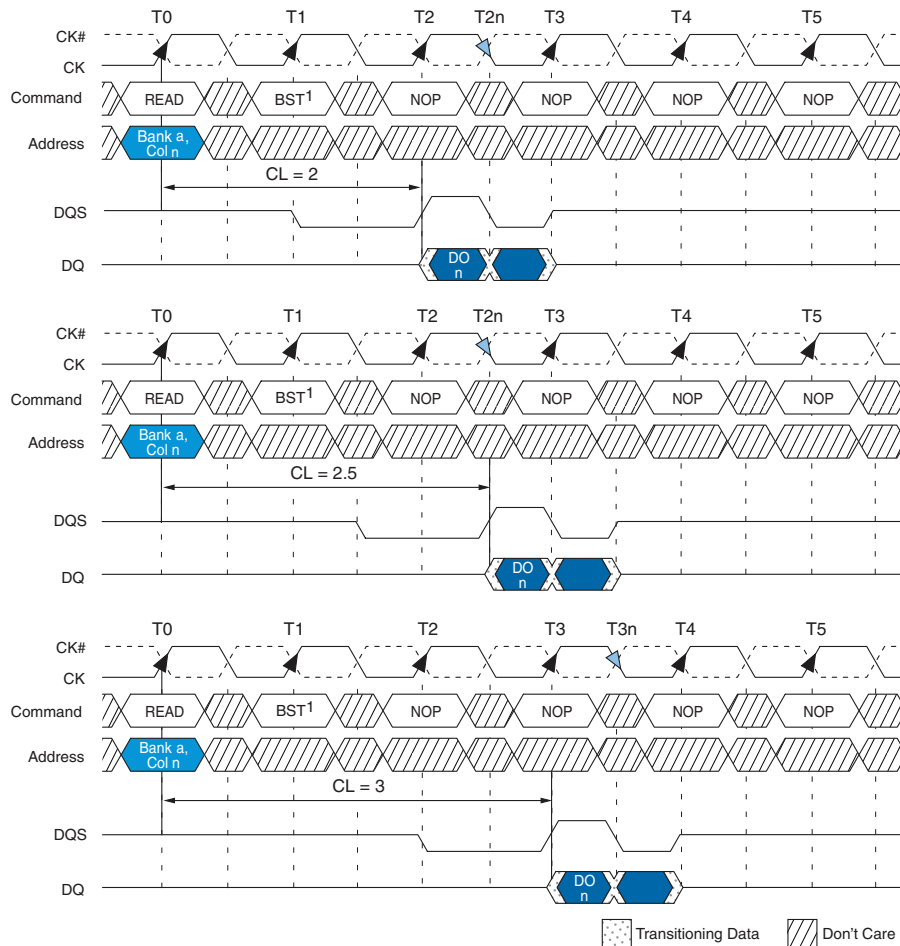 T0 T1 T2 T2n T3 T4 T5
CK#
CK
Command READ BST1 NOP NOP NOP NOP
Address Bank a,
Col n
CL = 2
DQS
DQ DO
n
T0 T1 T2 T2n T3 T4 T5
CK#
CK
Command READ BST1 NOP NOP NOP NOP
Address Bank a,
Col n
CL = 2.5
DQS
DQ DO
n
T0 T1 T2 T3 T3n T4 T5
CK#
CK
Command READ BST1 NOP NOP NOP NOP
Address Bank a,
Col n
CL = 3
DQS
DQ DO
n
Transitioning Data Don't Care